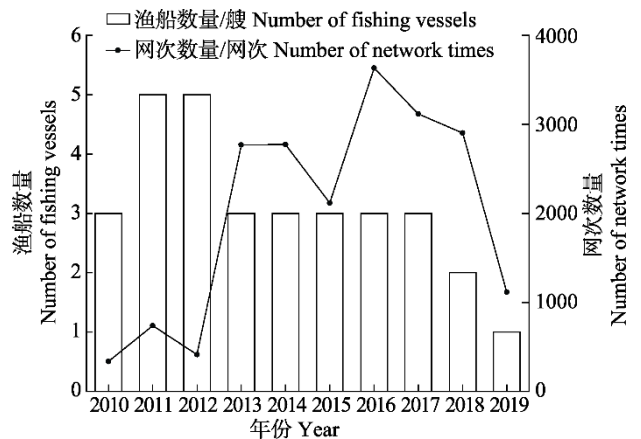 渔船数量/艘 Number of fishing vessels
网次数量/网次 Number of network times
6
5
4
3
2
1
0
渔船数量
Number of fishing vessels
4000
3000
2000
1000
0
网次数量
Number of network times
2010 2011 2012 2013 2014 2015 2016 2017 2018 2019
年份 Year